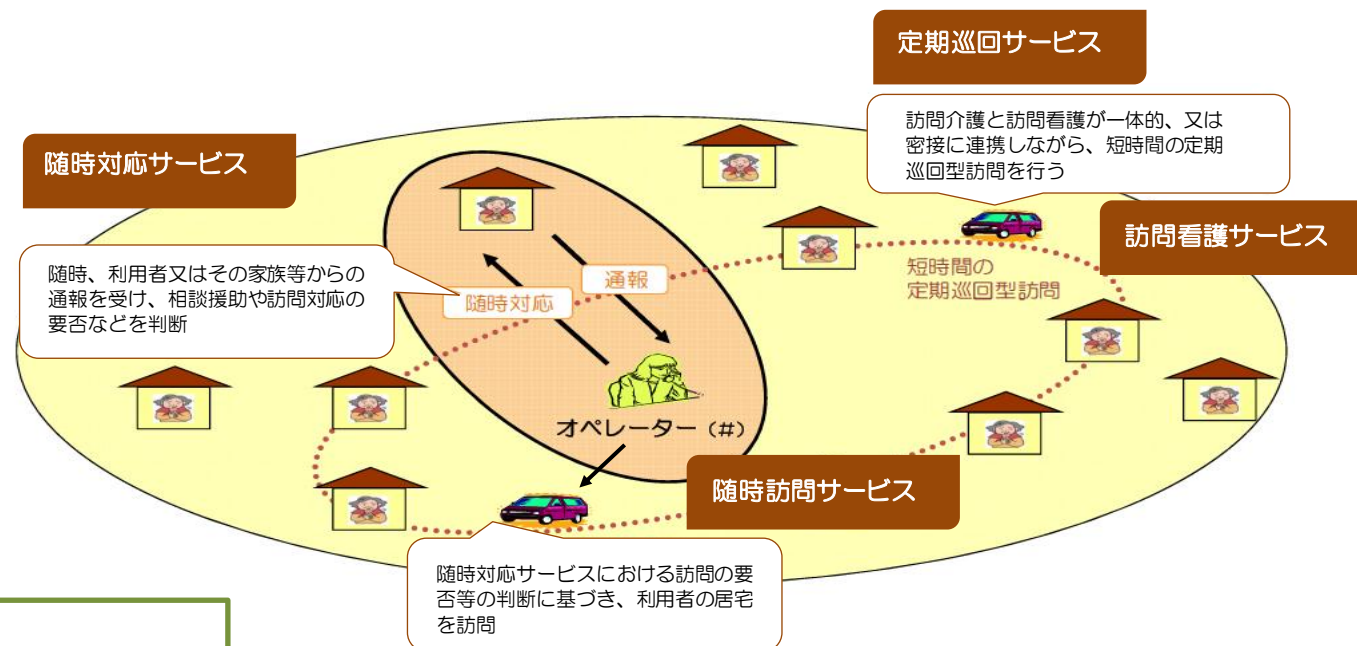 定期巡回サービス
訪問介護と訪問看護が一体的、又は
密接に連携しながら、短時間の定期
巡回型訪問を行う
随時対応サービス
随時、利用者又はその家族等からの
通報を受け、相談援助や訪問対応の
要否などを判断
訪問看護サービス
短時間の
定期巡回型訪問
通報
随時対応
オペレーター（#）
随時訪問サービス
随時対応サービスにおける訪問の要
否等の判断に基づき、利用者の居宅
を訪問